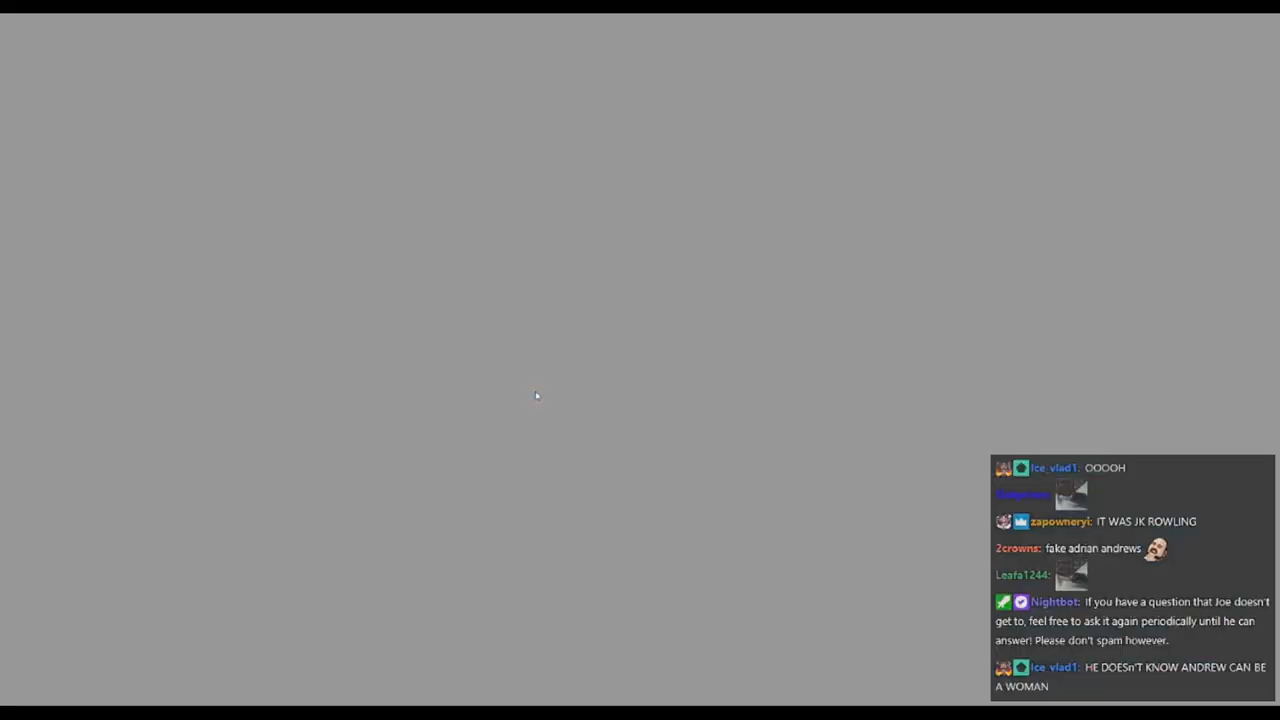 Ice_vlad1: OOOOH
zapowneryi: IT WAS JK ROWLING
2crowns: fake adrian andrews
Leafa1244:
Nightbot: If you have a question that Joe doesn't
get to, feel free to ask it again periodically until he can
answer! Please don't spam however.
Ice_vlad1: HE DOESn'T KNOW ANDREW CAN BE
A WOMAN